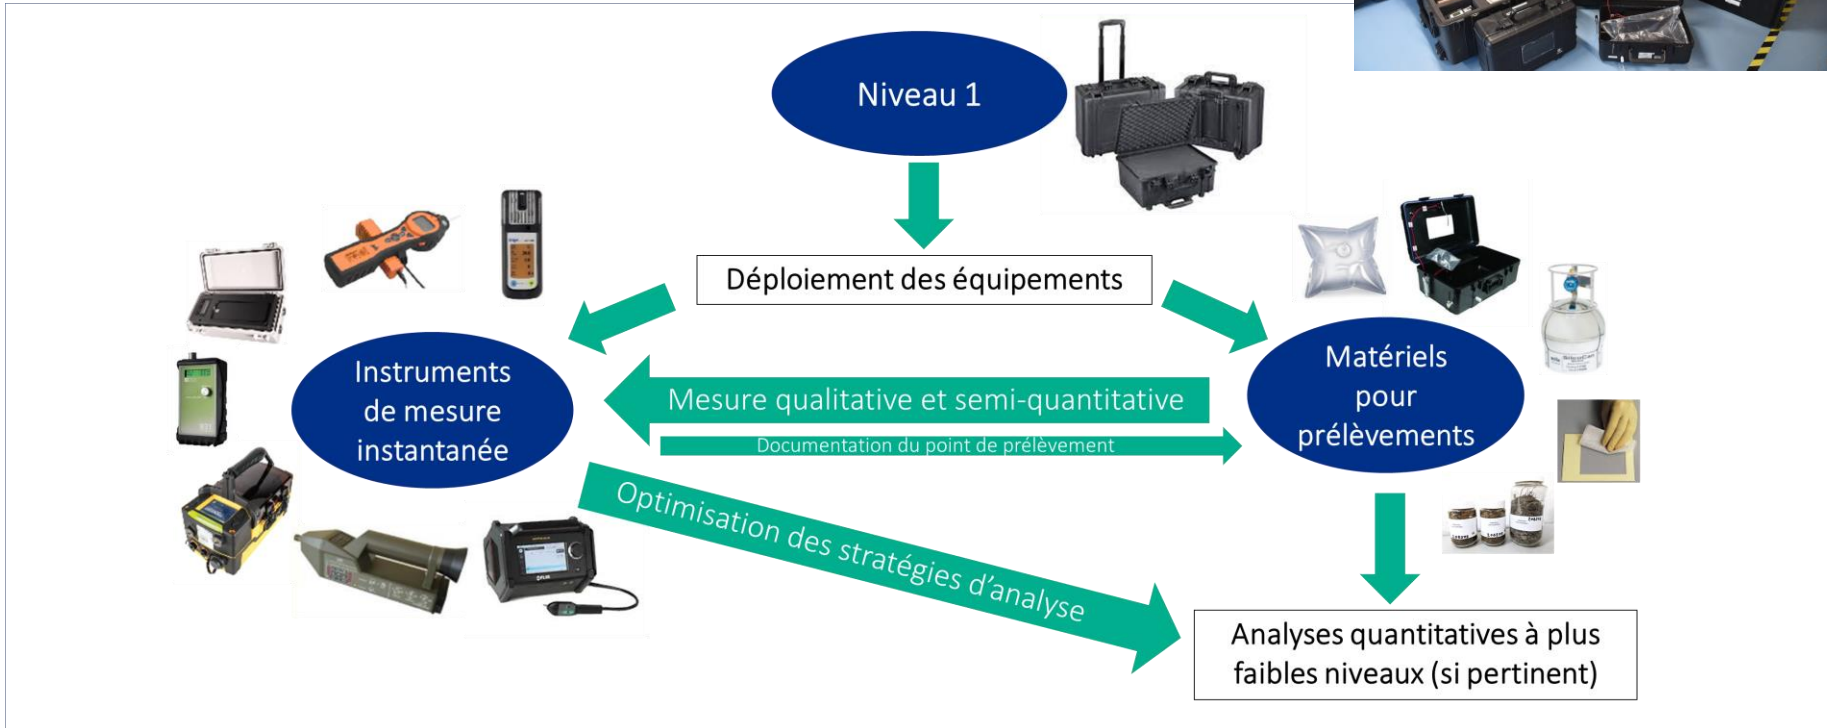 Niveau 1
Déploiement des équipements
Instruments
de mesure
instantanée
Matériels
pour
prélèvements
Mesure qualitative et semi-quantitative
Documentation du point de prélèvement
Optimisation des stratégies d’analyse
Analyses quantitatives à plus
faibles niveaux (si pertinent)